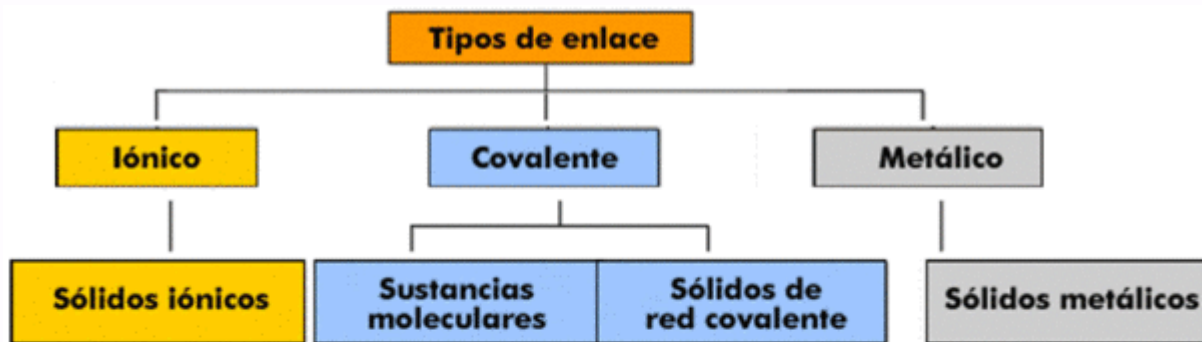 Tipos de enlace
Iónico
Covalente
Metálico
Sólidos iónicos
Sustancias
moleculares
Sólidos de
red covalente
Sólidos metálicos